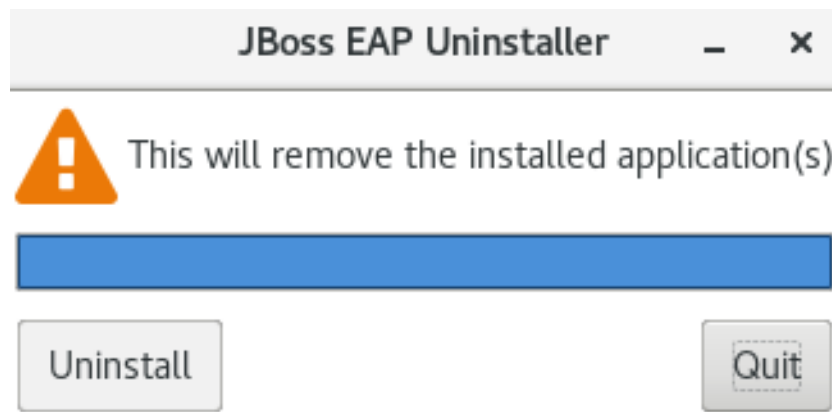 JBoss EAP Uninstaller
This will remove the installed application(s)
Uninstall
Quit